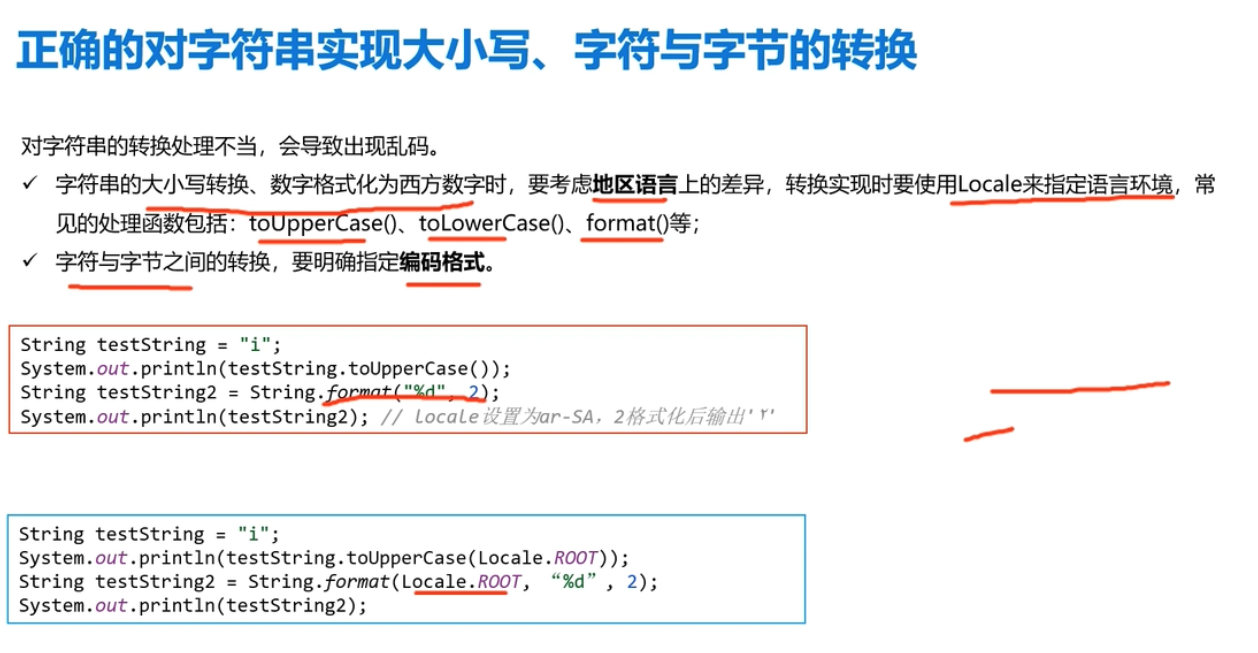 正确的对字符串实现大小写、字符与字节的转换
对字符串的转换处理不当，会导致出现乱码。
✓ 字符串的大小写转换、数字格式化为西方数字时，要考虑地区语言上的差异，转换实现时要使用Locale来指定语言环境，常
见的处理函数包括：toUpperCase()、toLowerCase()、format()等；
✓ 字符与字节之间的转换，要明确指定编码格式。
String testString = "i";
System.out.println(testString.toUpperCase());
String testString2 = String.format("%d", 2);
System.out.println(testString2); // Locale设置为ar-SA，2格式化后输出'٢'
String testString = "i";
System.out.println(testString.toUpperCase(Locale.ROOT));
String testString2 = String.format(Locale.ROOT, “%d”, 2);
System.out.println(testString2);